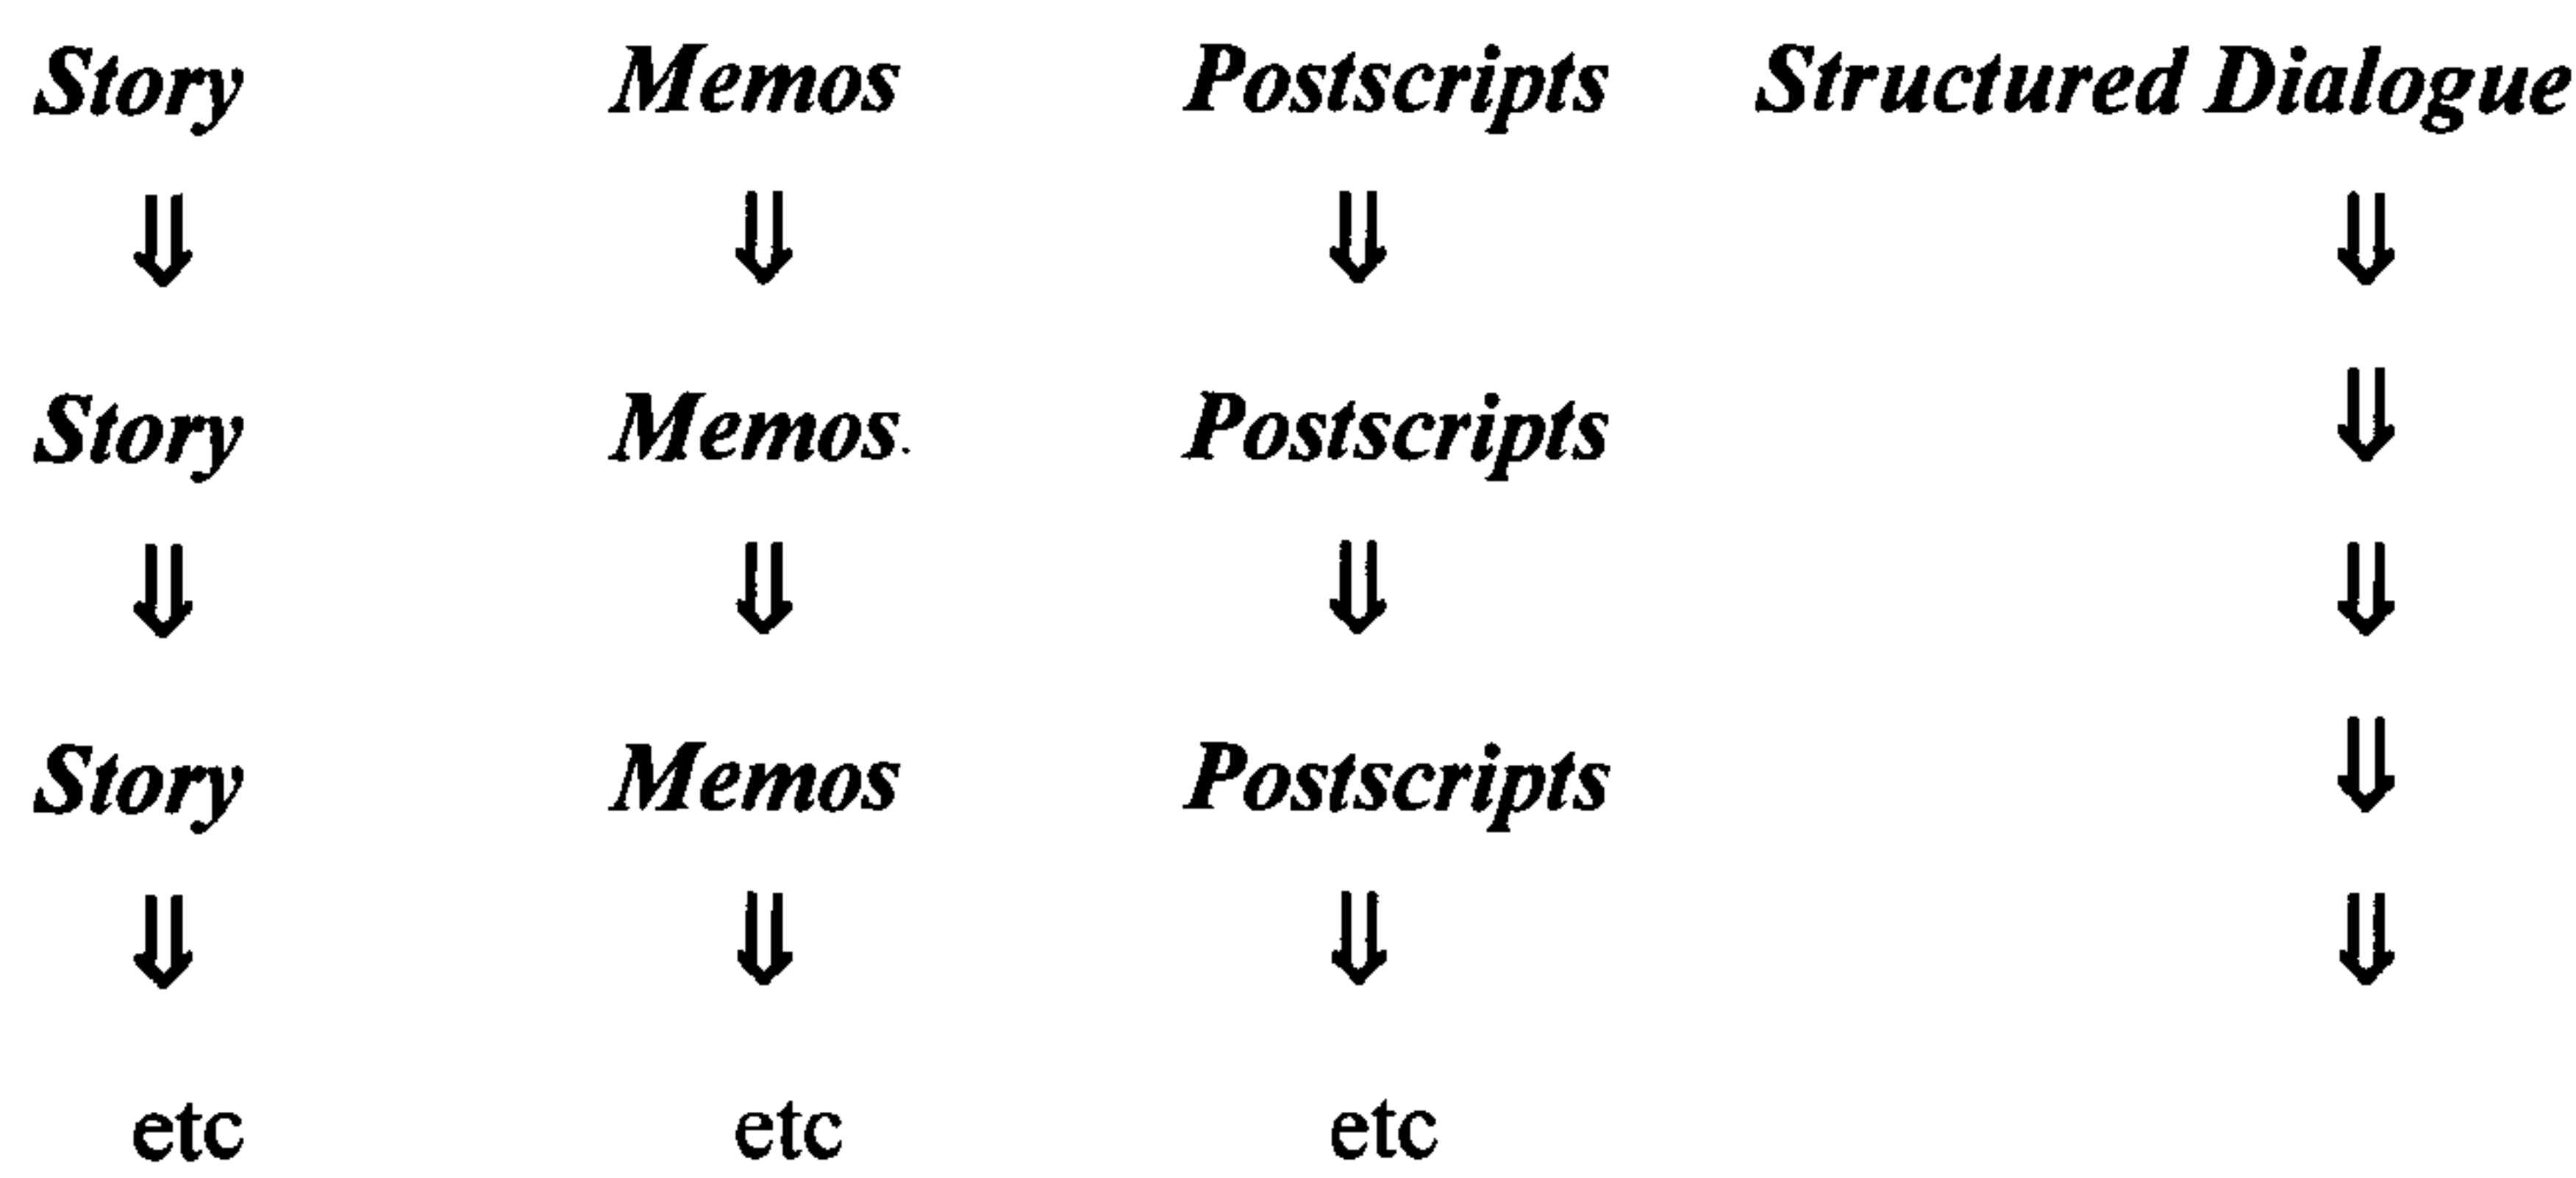 Story Memos Postscripts Structured Dialogue
⇓ ⇓ ⇓ ⇓
Story Memos. Postscripts ⇓
⇓ ⇓ ⇓ ⇓
Story Memos Postscripts ⇓
⇓ ⇓ ⇓ ⇓
etc etc etc